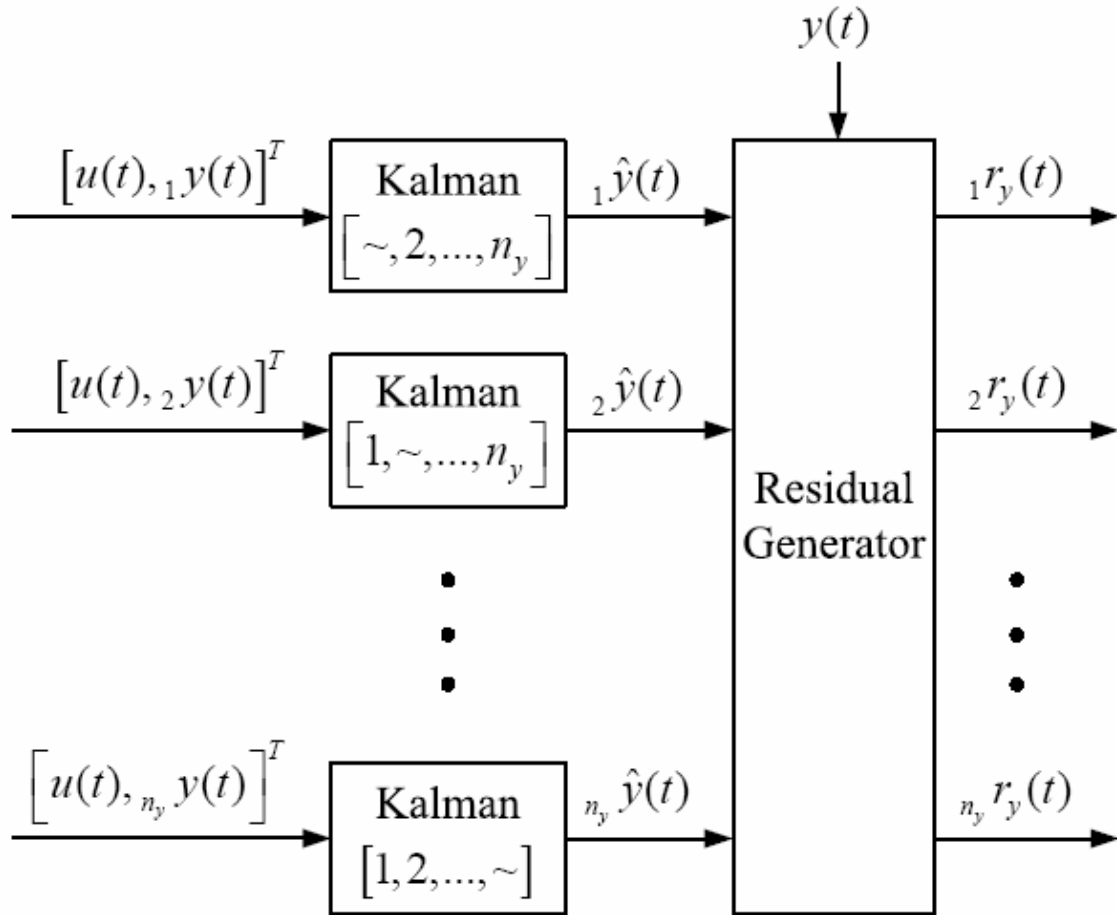 y(t)
[u(t), ₁y(t)]ᵀ
Kalman
[~, 2, ..., n_y]
₁ŷ(t)
₁r_y(t)
[u(t), ₂y(t)]ᵀ
Kalman
[1, ~, ..., n_y]
₂ŷ(t)
₂r_y(t)
Residual
Generator
[u(t), _{n_y}y(t)]ᵀ
Kalman
[1, 2, ..., ~]
_{n_y}ŷ(t)
_{n_y}r_y(t)